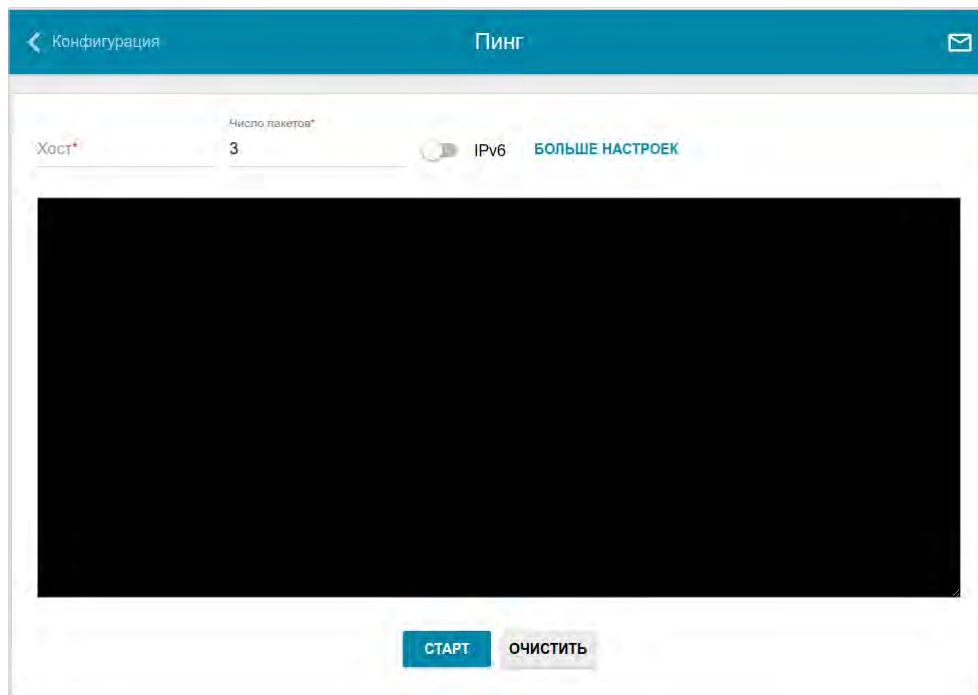 Конфигурация
Пинг
Число пакетов*
Хост*
3
IPv6
БОЛЬШЕ НАСТРОЕК
СТАРТ
ОЧИСТИТЬ